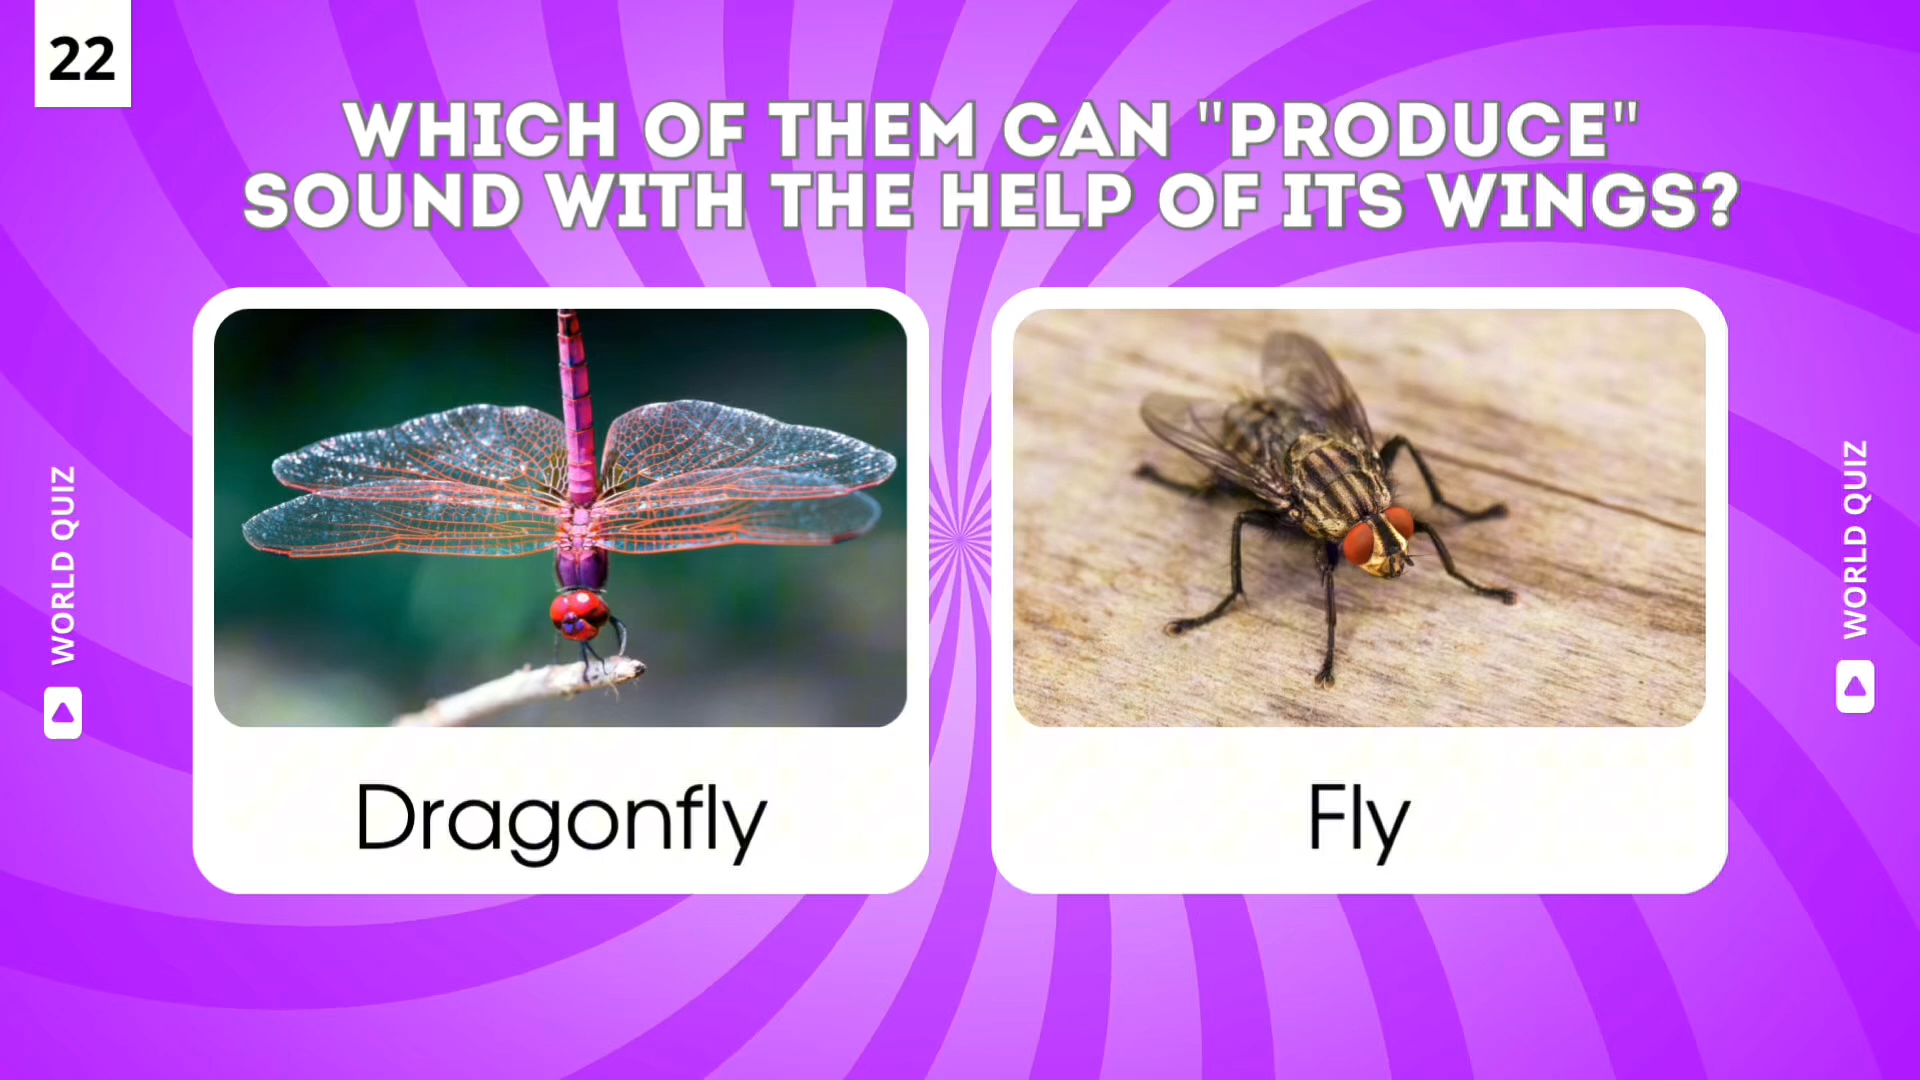 22
WHICH OF THEM CAN "PRODUCE"
SOUND WITH THE HELP OF ITS WINGS?
Dragonfly
Fly
WORLD QUIZ
WORLD QUIZ